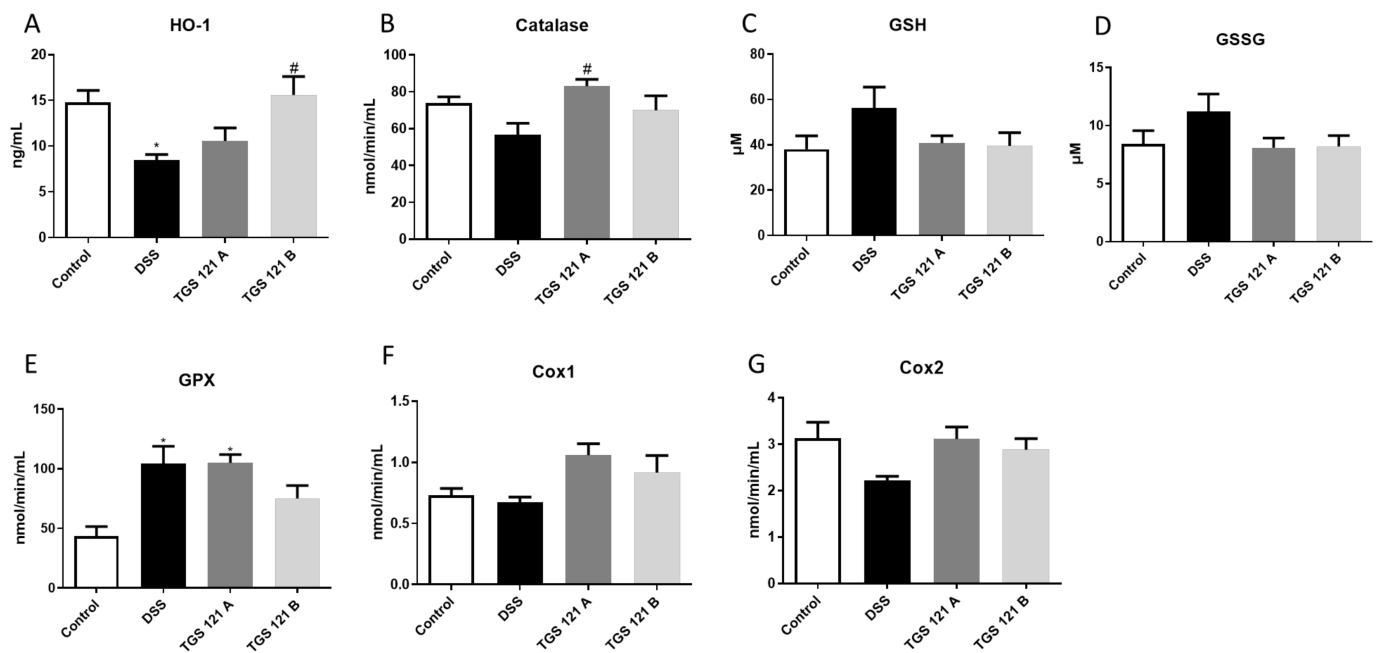 A
HO-1
ng/mL
20
15
10
5
0
*
#
Control
DSS
TGS 121 A
TGS 121 B
B
Catalase
nmol/min/mL
100
80
60
40
20
0
#
Control
DSS
TGS 121 A
TGS 121 B
C
GSH
µM
80
60
40
20
0
Control
DSS
TGS 121 A
TGS 121 B
D
GSSG
µM
15
10
5
0
Control
DSS
TGS 121 A
TGS 121 B
E
GPX
nmol/min/mL
150
100
50
0
*
*
Control
DSS
TGS 121 A
TGS 121 B
F
Cox1
nmol/min/mL
1.5
1.0
0.5
0.0
Control
DSS
TGS 121 A
TGS 121 B
G
Cox2
nmol/min/mL
4
3
2
1
0
Control
DSS
TGS 121 A
TGS 121 B